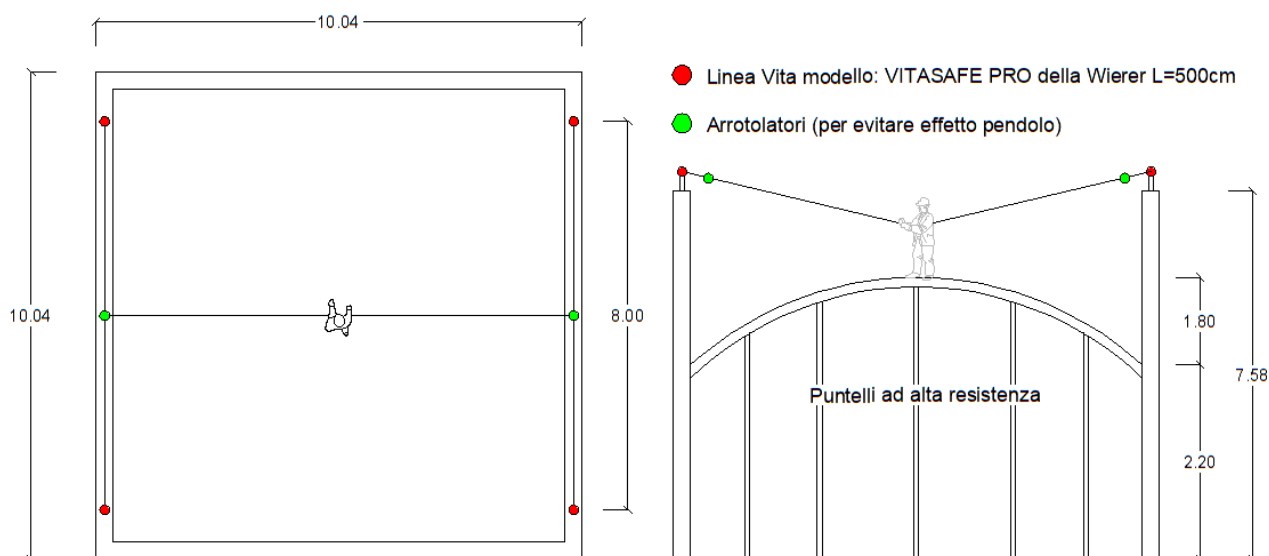 10.04
Linea Vita modello: VITASAFE PRO della Wierer L=500cm
Arrotolatori (per evitare effetto pendolo)
10.04
8.00
1.80
7.58
Puntelli ad alta resistenza
2.20